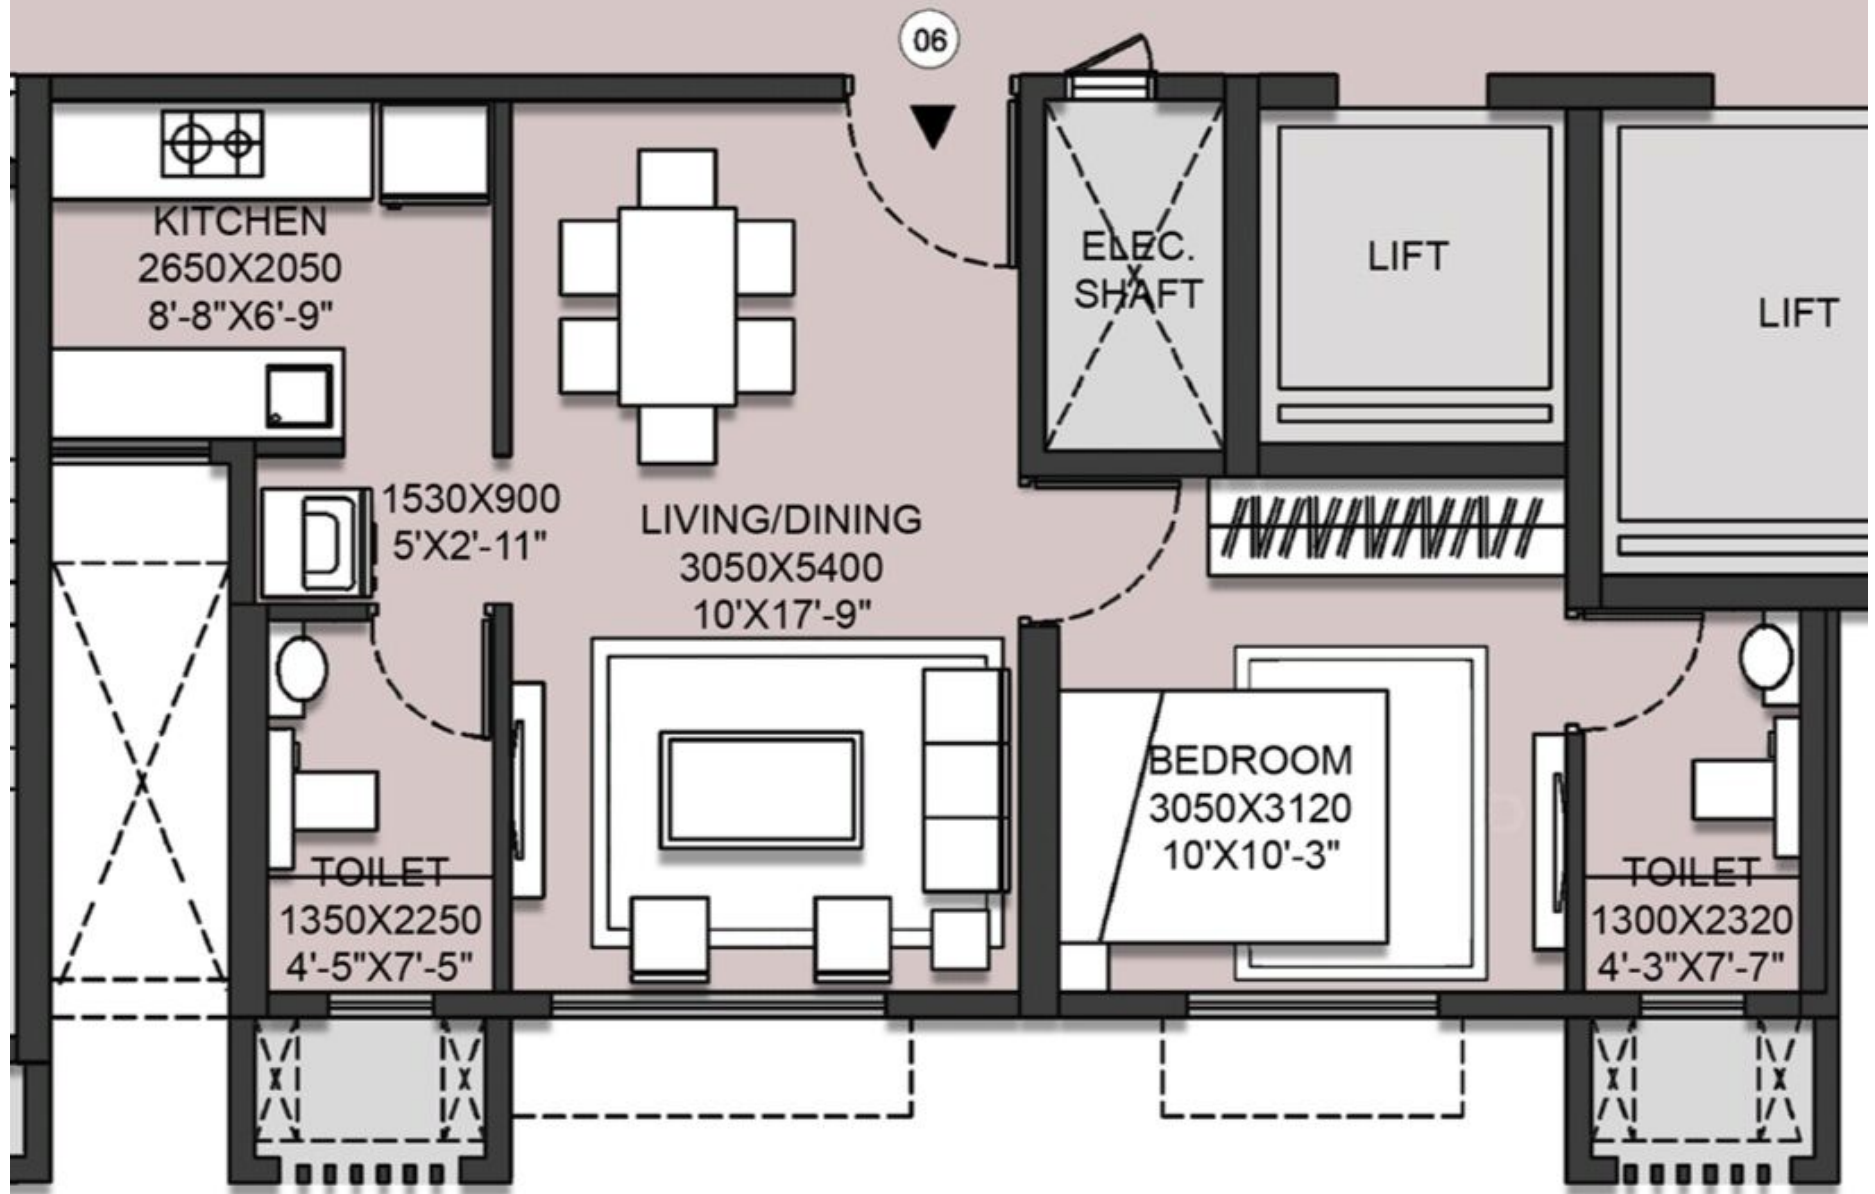 06
KITCHEN
2650X2050
8'-8"X6'-9"
ELEC.
SHAFT
LIFT
LIFT
1530X900
5'X2'-11"
LIVING/DINING
3050X5400
10'X17'-9"
BEDROOM
3050X3120
10'X10'-3"
TOILET
1350X2250
4'-5"X7'-5"
TOILET
1300X2320
4'-3"X7'-7"